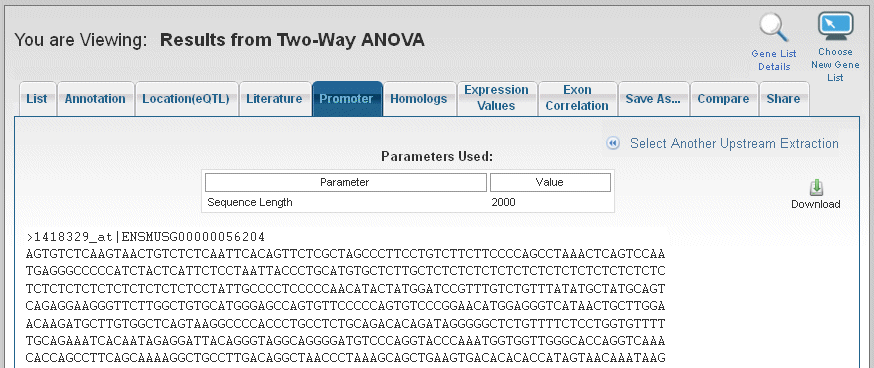 You are Viewing: Results from Two-Way ANOVA
Gene List
Details
Choose
New Gene
List
List
Annotation
Location(eQTL)
Literature
Promoter
Homologs
Expression
Values
Exon
Correlation
Save As...
Compare
Share
Select Another Upstream Extraction
Parameters Used:
Parameter Value
Sequence Length 2000
Download
>1418329_at|ENSMUSG00000056204
AGTGTCTCAAGTAACTGTCTCTCAATTCACAGTTCTCGCTAGCCCTTCCTGTCTTCTTCCCCAGCCTAAACTCAGTCCAA
TGAGGGCCCCCATCTACTCATTCTCCTAATTACCCTGCATGTGCTCTTGCTCTCTCTCTCTCTCTCTCTCTCTCTCTCTC
TCTCTCTCTCTCTCTCTCTCTCTCCTATTGCCCCTCCCCCAACATACTATGGATCCGTTTGTCTGTTTATATGCTATGCAGT
CAGAGGAAGGGTTCTTGGCTGTGCATGGGAGCCAGTGTTCCCCCAGTGTCCCGGAACATGGAGGGTCATAACTGCTTGGA
ACAAGATGCTTGTGGCTCAGTAAGGCCCCACCCTGCCTCTGCAGACACAGATAGGGGGCTCTGTTTTCTCCTGGTGTTTT
TGCAGAAATCACAATAGAGGATTACAGGGTAGGCAGGGGATGTCCCAGGTACCCAAATGGTGGTTGGGCACCAGGTCAAA
CACCAGCCTTCAGCAAAAGGCTGCCTTGACAGGCTAACCCTAAAGCAGCTGAAGTGACACACACCATAGTAACAAATAAG